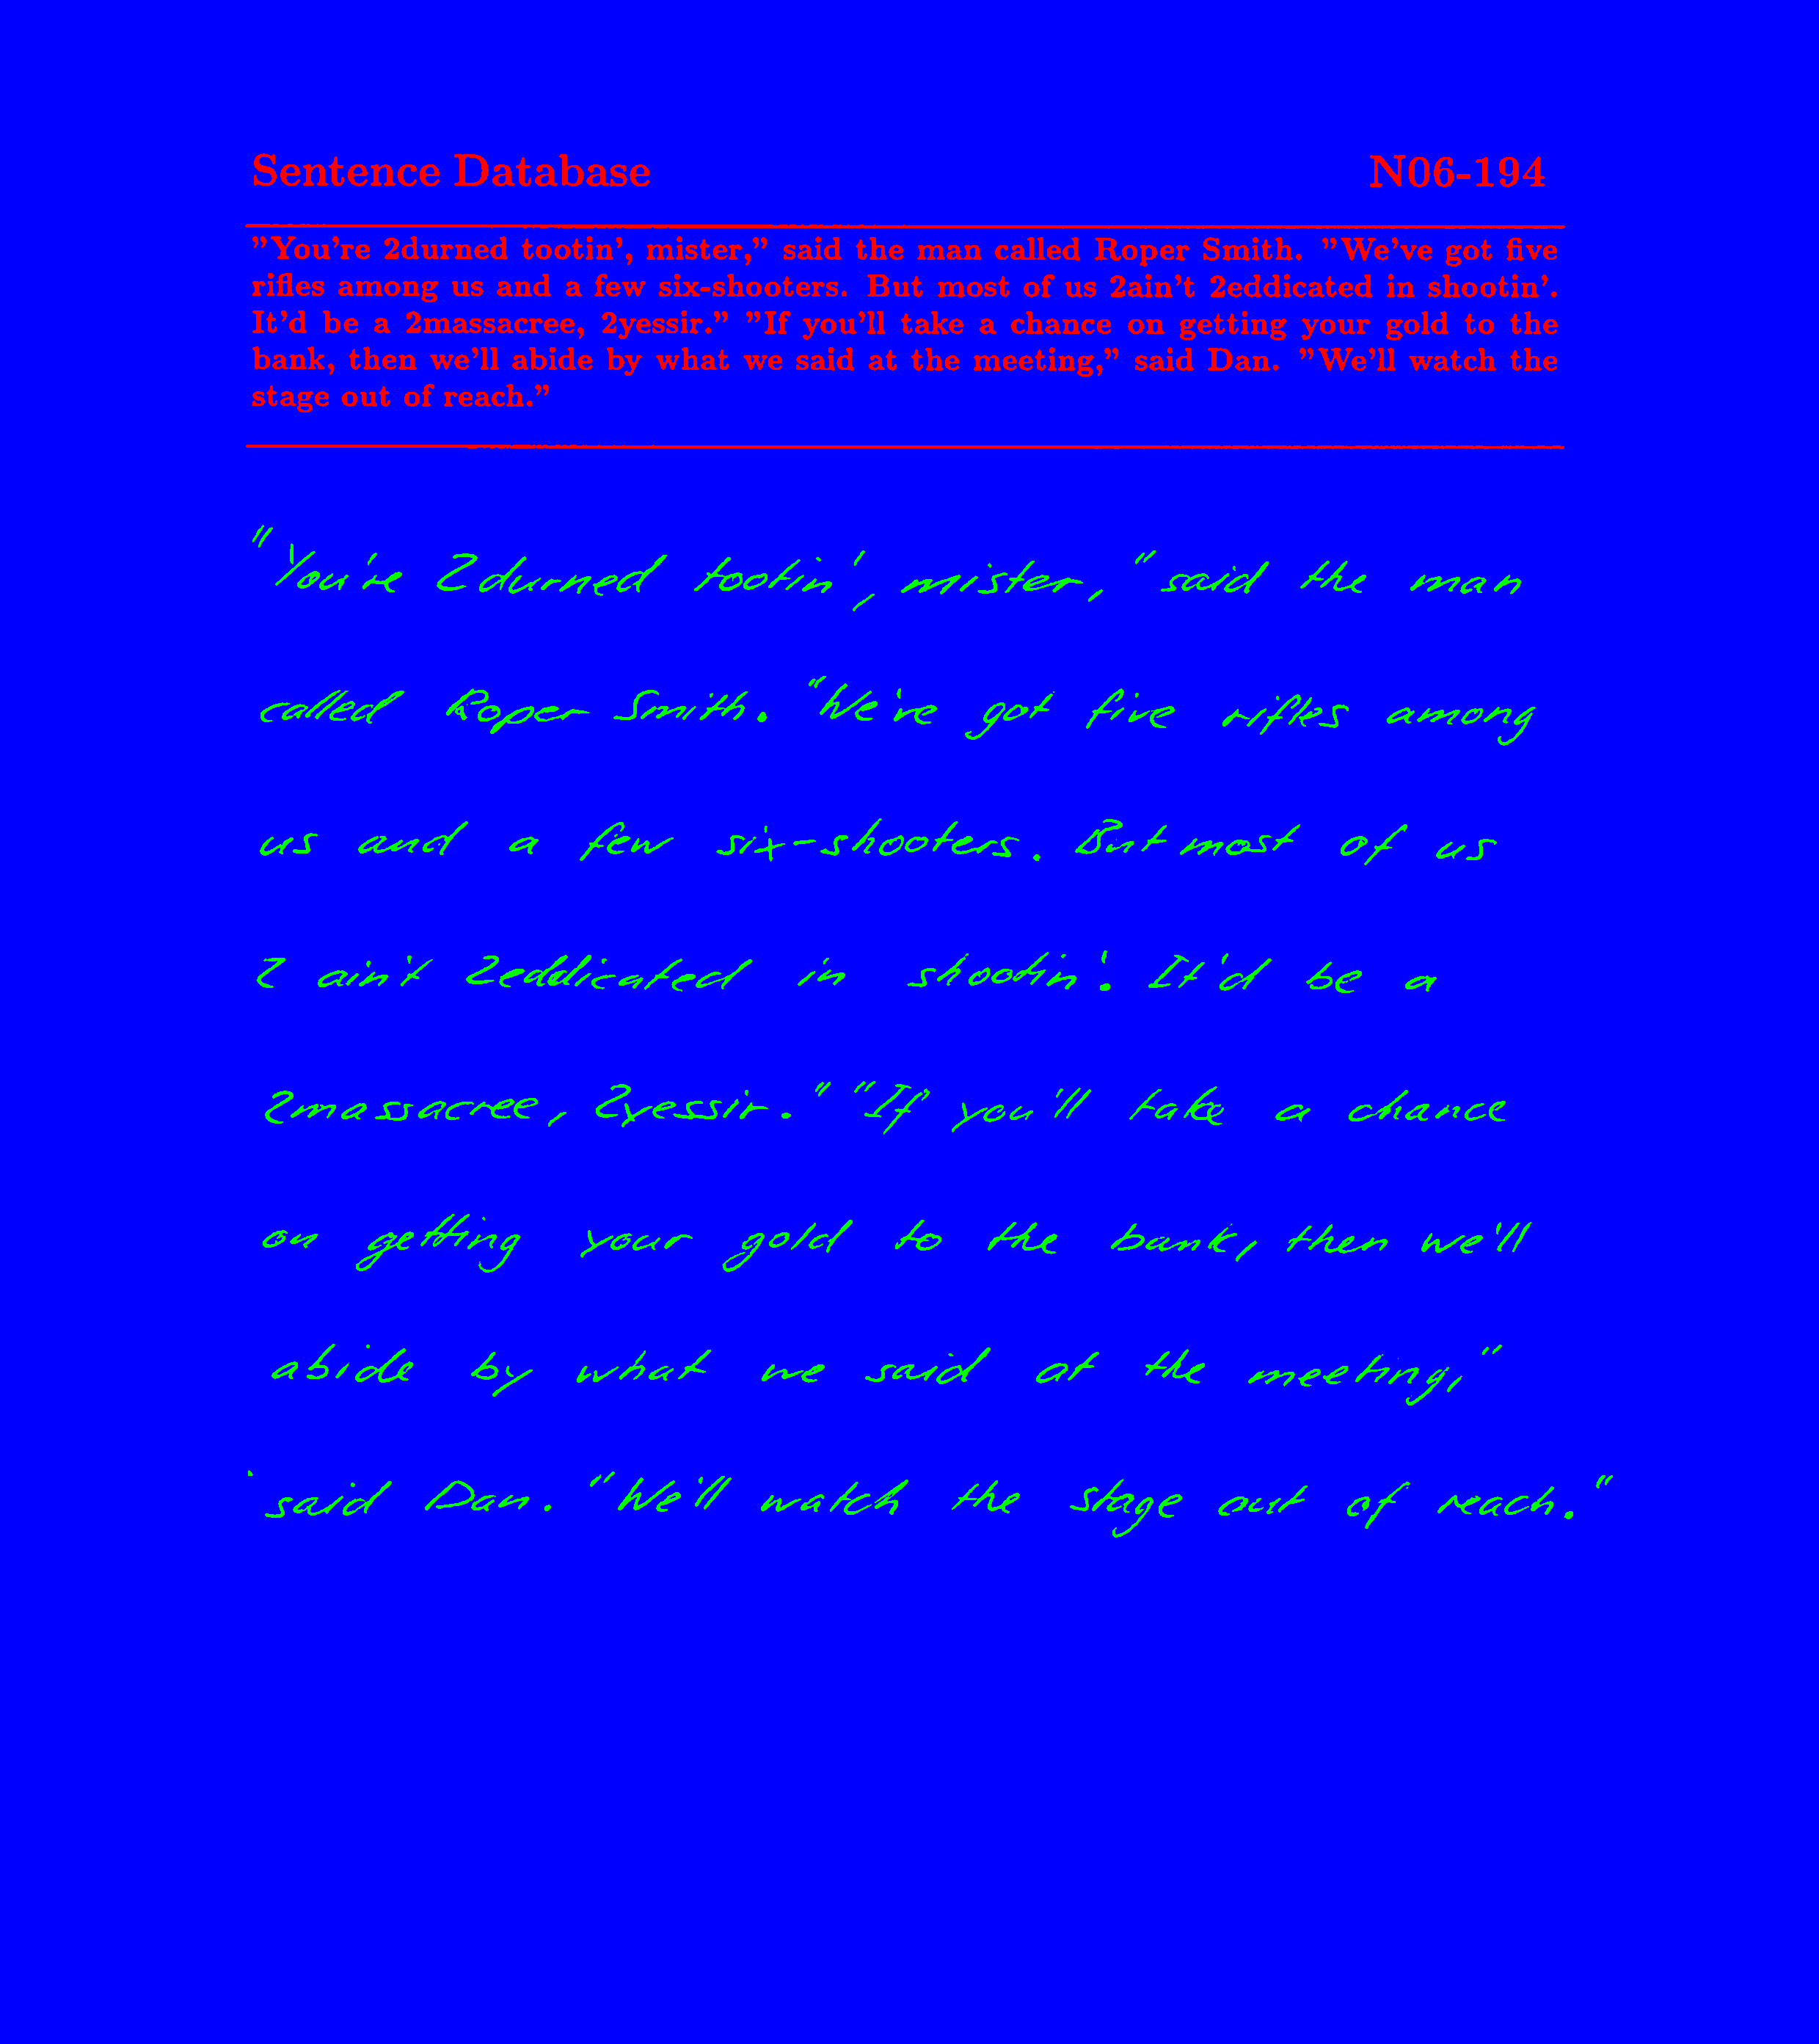 Sentence Database N06-194
"You're 2durned tootin', mister," said the man called Roper Smith. "We've got five
rifles among us and a few six-shooters. But most of us 2ain't 2eddicated in shootin'.
It'd be a 2massacree, 2yessir." "If you'll take a chance on getting your gold to the
bank, then we'll abide by what we said at the meeting," said Dan. "We'll watch the
stage out of reach."
"You're 2durned tootin', mister," said the man
called Roper Smith. "We've got five rifles among
us and a few six-shooters. But most of us
2 ain't 2eddicated in shootin'. It'd be a
2massacree, 2yessir." "If you'll take a chance
on getting your gold to the bank, then we'll
abide by what we said at the meeting,"
said Dan. "We'll watch the stage out of reach."